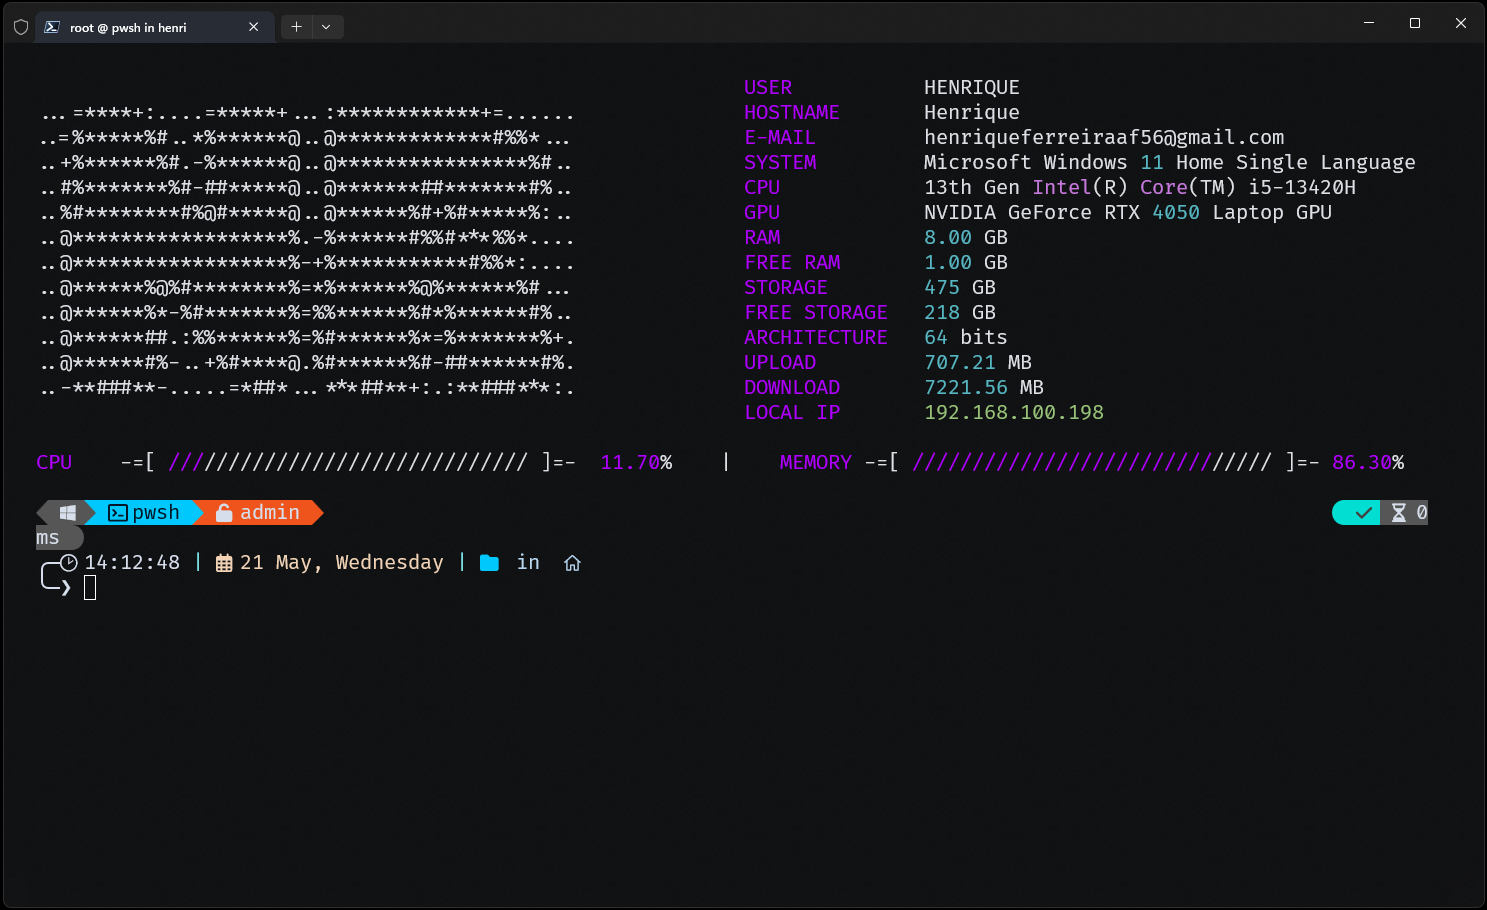 root @ pwsh in henri
USER HENRIQUE
...=****+:....=*****+...:************+=...... HOSTNAME Henrique
..=%*****%#..*%******@..@*************#%%*... E-MAIL henriqueferreiraaf56@gmail.com
..+%******%#.-%******@..@****************%#.. SYSTEM Microsoft Windows 11 Home Single Language
..#%*******%#-##*****@..@*******##*******#%.. CPU 13th Gen Intel(R) Core(TM) i5-13420H
..%#********#%@#*****@..@******%#+%#*****%:.. GPU NVIDIA GeForce RTX 4050 Laptop GPU
..@******************%.-%******#%%#***%%*.... RAM 8.00 GB
..@******************%-+%***********#%%*:.... FREE RAM 1.00 GB
..@******%@%#********%=*%******%@%******%#... STORAGE 475 GB
..@******%*-%#*******%=%%******%#*%******#%.. FREE STORAGE 218 GB
..@******##.:%%******%=%#******%*=%*******%+. ARCHITECTURE 64 bits
..@******#%-..+%#****@.%#******%#-##******#%. UPLOAD 707.21 MB
..-**###**-.....=*##*...***##**+:.:**###***:. DOWNLOAD 7221.56 MB
LOCAL IP 192.168.100.198
CPU -=[ ////////////////////////////// ]=- 11.70% | MEMORY -=[ ////////////////////////////// ]=- 86.30%
pwsh admin 0
ms
14:12:48 | 21 May, Wednesday | in